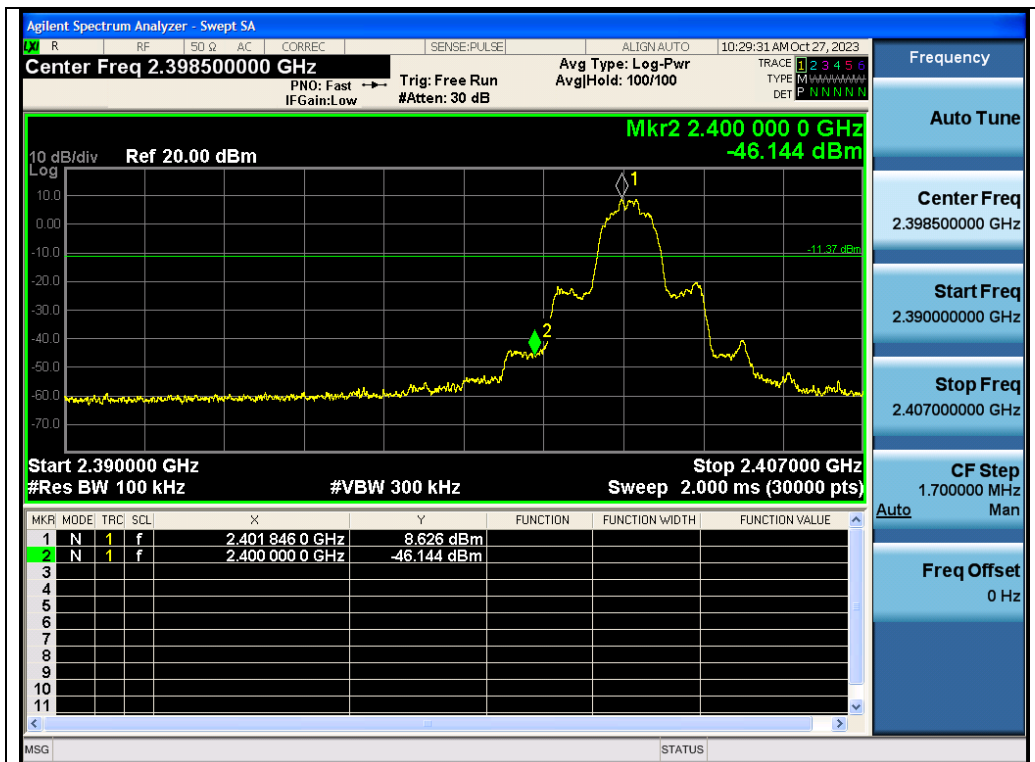 Agilent Spectrum Analyzer - Swept SA
LXI R RF 50 Ω AC CORREC SENSE:PULSE ALIGN AUTO 10:29:31 AM Oct 27, 2023
Center Freq 2.398500000 GHz
PNO: Fast
IFGain:Low
Trig: Free Run
#Atten: 30 dB
Avg Type: Log-Pwr
Avg|Hold: 100/100
TRACE 1 2 3 4 5 6
TYPE M WWWWW
DET P N N N N N
Mkr2 2.400 000 0 GHz
-46.144 dBm
10 dB/div Ref 20.00 dBm
Log
1
10.0
0.00
-10.0
-11.37 dBm
-20.0
-30.0
2
-40.0
-50.0
-60.0
-70.0
Start 2.390000 GHz Stop 2.407000 GHz
#Res BW 100 kHz #VBW 300 kHz Sweep 2.000 ms (30000 pts)
MKR MODE TRC SCL X Y FUNCTION FUNCTION WIDTH FUNCTION VALUE
1 N 1 f 2.401 846 0 GHz 8.626 dBm
2 N 1 f 2.400 000 0 GHz -46.144 dBm
3
4
5
6
7
8
9
10
11
MSG STATUS
Frequency
Auto Tune
Center Freq
2.398500000 GHz
Start Freq
2.390000000 GHz
Stop Freq
2.407000000 GHz
CF Step
1.700000 MHz
Auto Man
Freq Offset
0 Hz